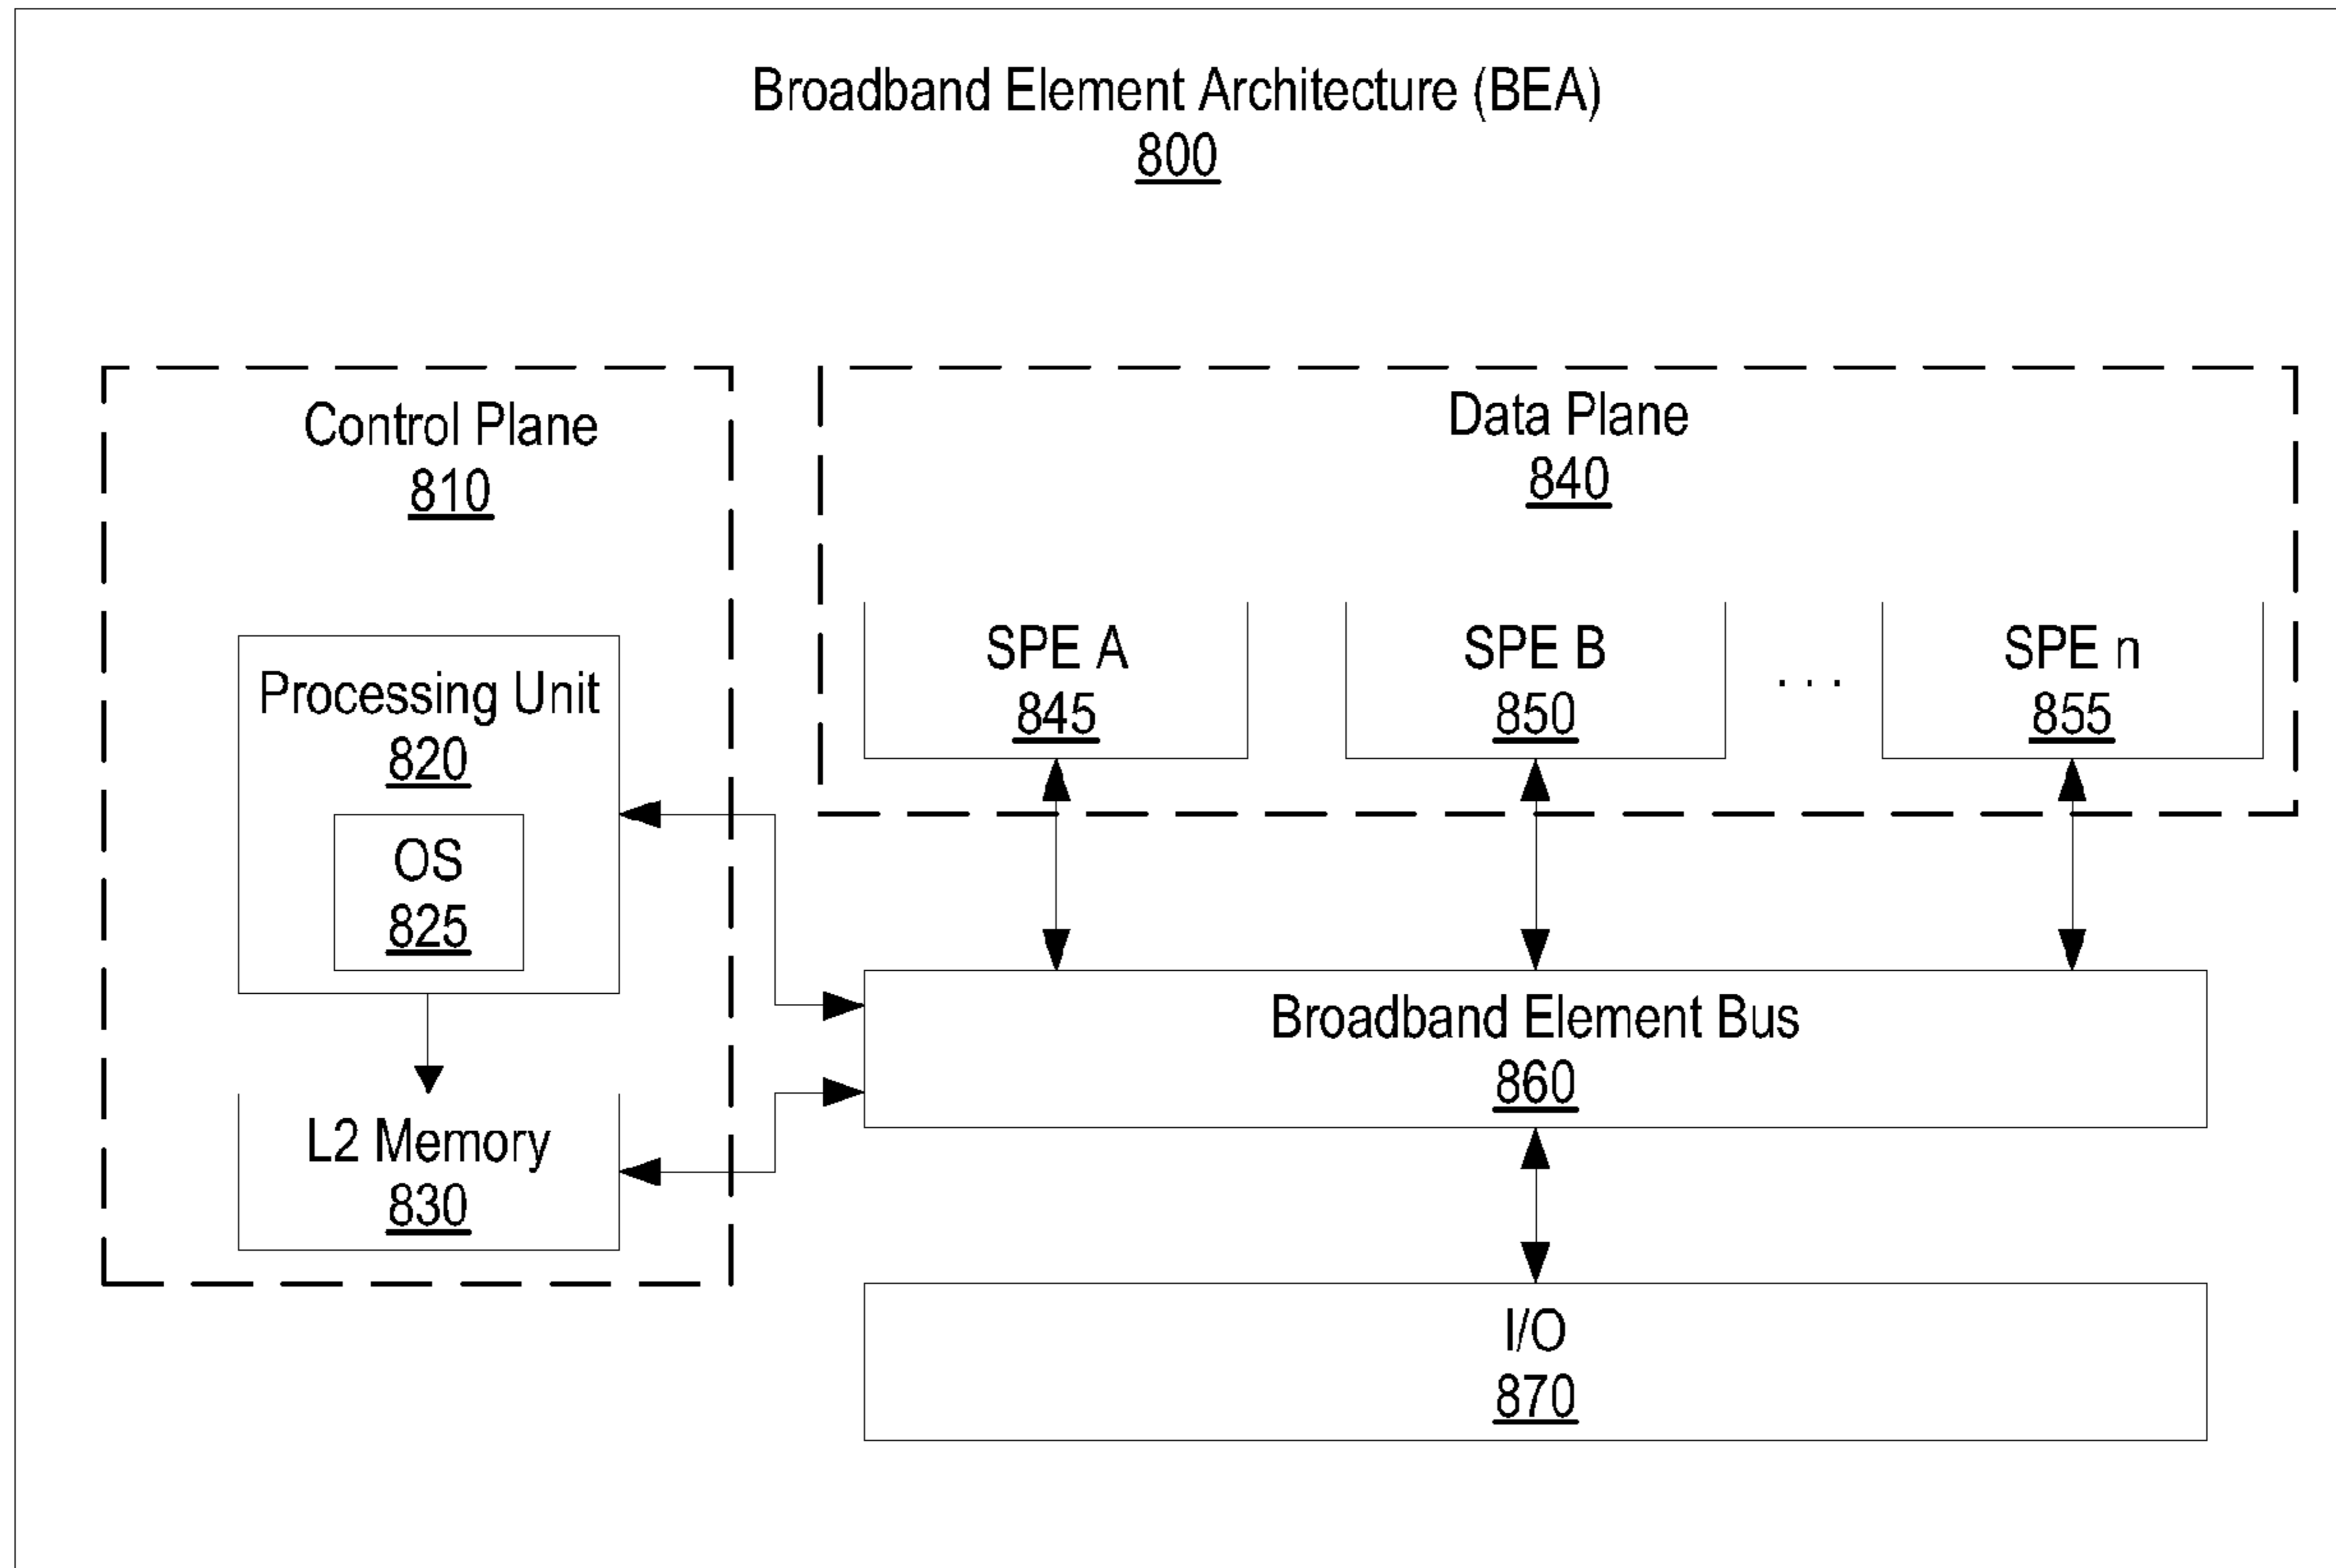 Broadband Element Architecture (BEA)
800
Control Plane
810
Processing Unit
820
OS
825
L2 Memory
830
Data Plane
840
SPE A
845
SPE B
850
. . .
SPE n
855
Broadband Element Bus
860
I/O
870